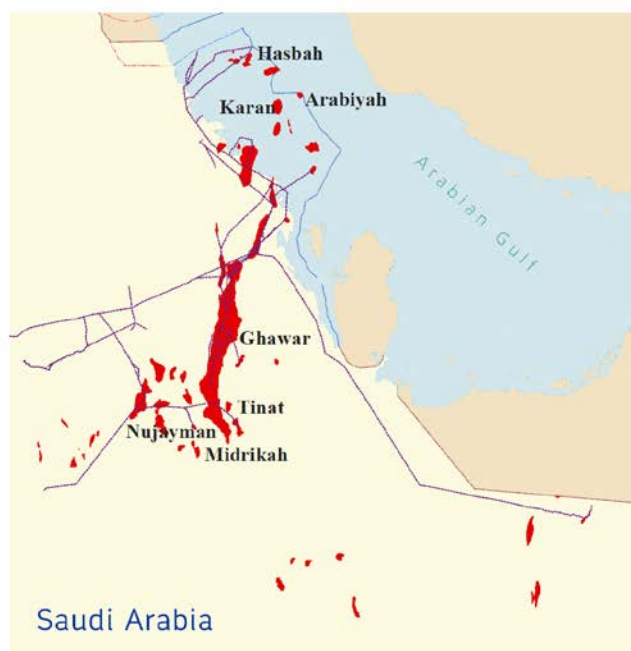 Hasbah
Karan
Arabiyah
Arabian Gulf
Ghawar
Tinat
Nujayman
Midrikah
Saudi Arabia